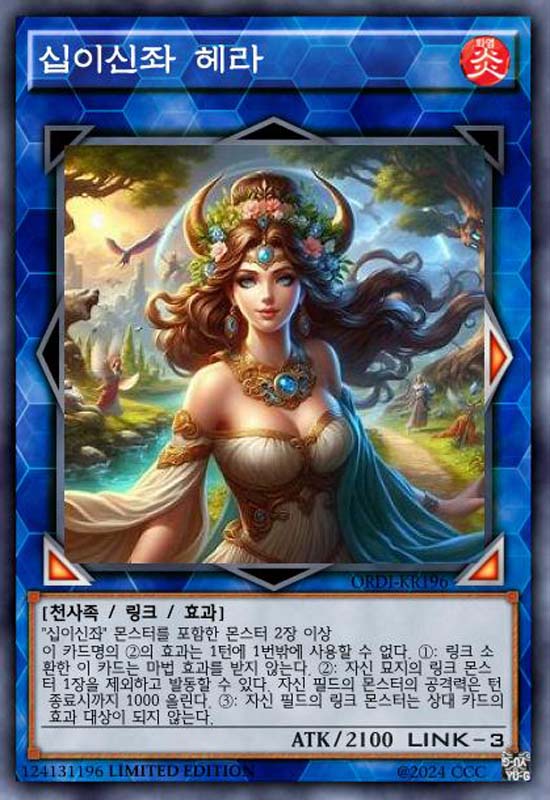 십이신좌 헤라
화염
炎
ORDI-KR196
[천사족 / 링크 / 효과]
"십이신좌" 몬스터를 포함한 몬스터 2장 이상
이 카드명의 ②의 효과는 1턴에 1번밖에 사용할 수 없다. ①: 링크 소
환한 이 카드는 마법 효과를 받지 않는다. ②: 자신 묘지의 링크 몬스
터 1장을 제외하고 발동할 수 있다. 자신 필드의 몬스터의 공격력은 턴
종료시까지 1000 올린다. ③: 자신 필드의 링크 몬스터는 상대 카드의
효과 대상이 되지 않는다.
ATK/2100 LINK-3
124131196 LIMITED EDITION
©2024 CCC